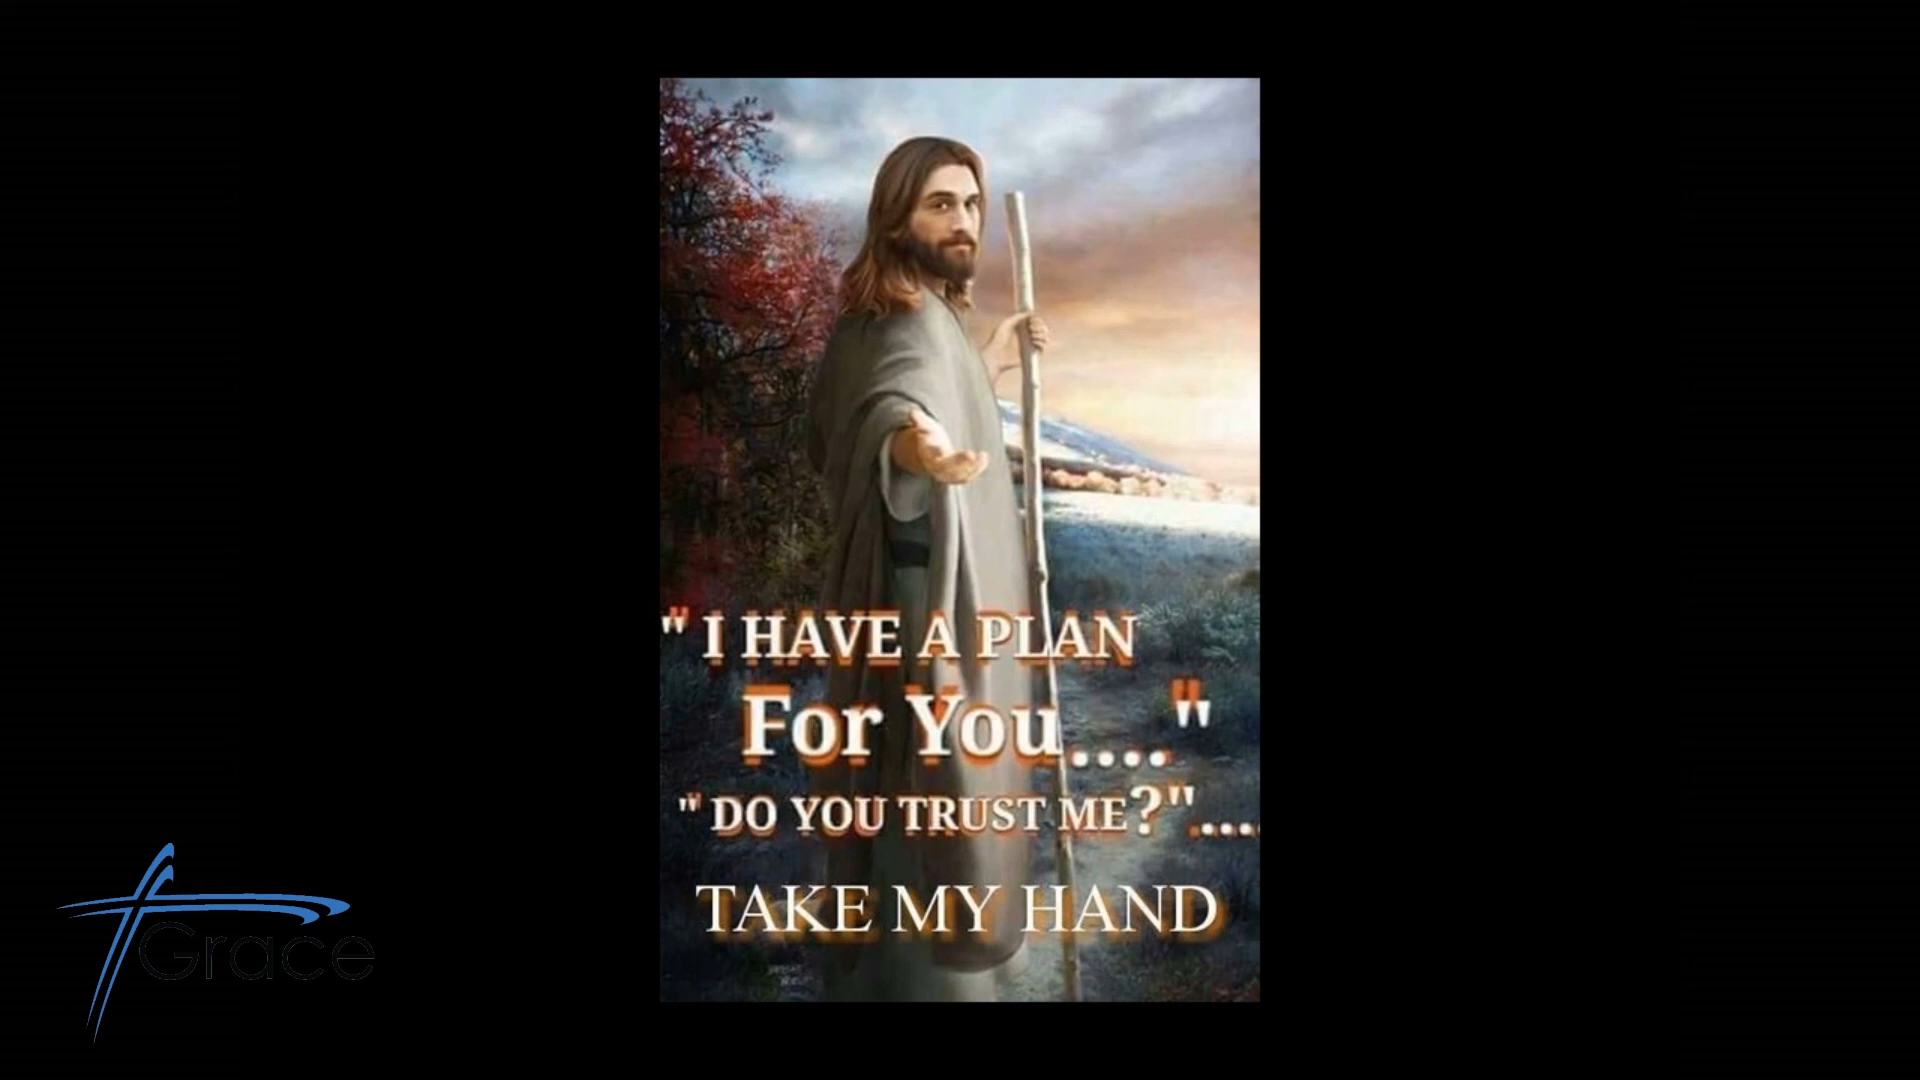 " I HAVE A PLAN
For You...."
" DO YOU TRUST ME?"....
TAKE MY HAND
Grace